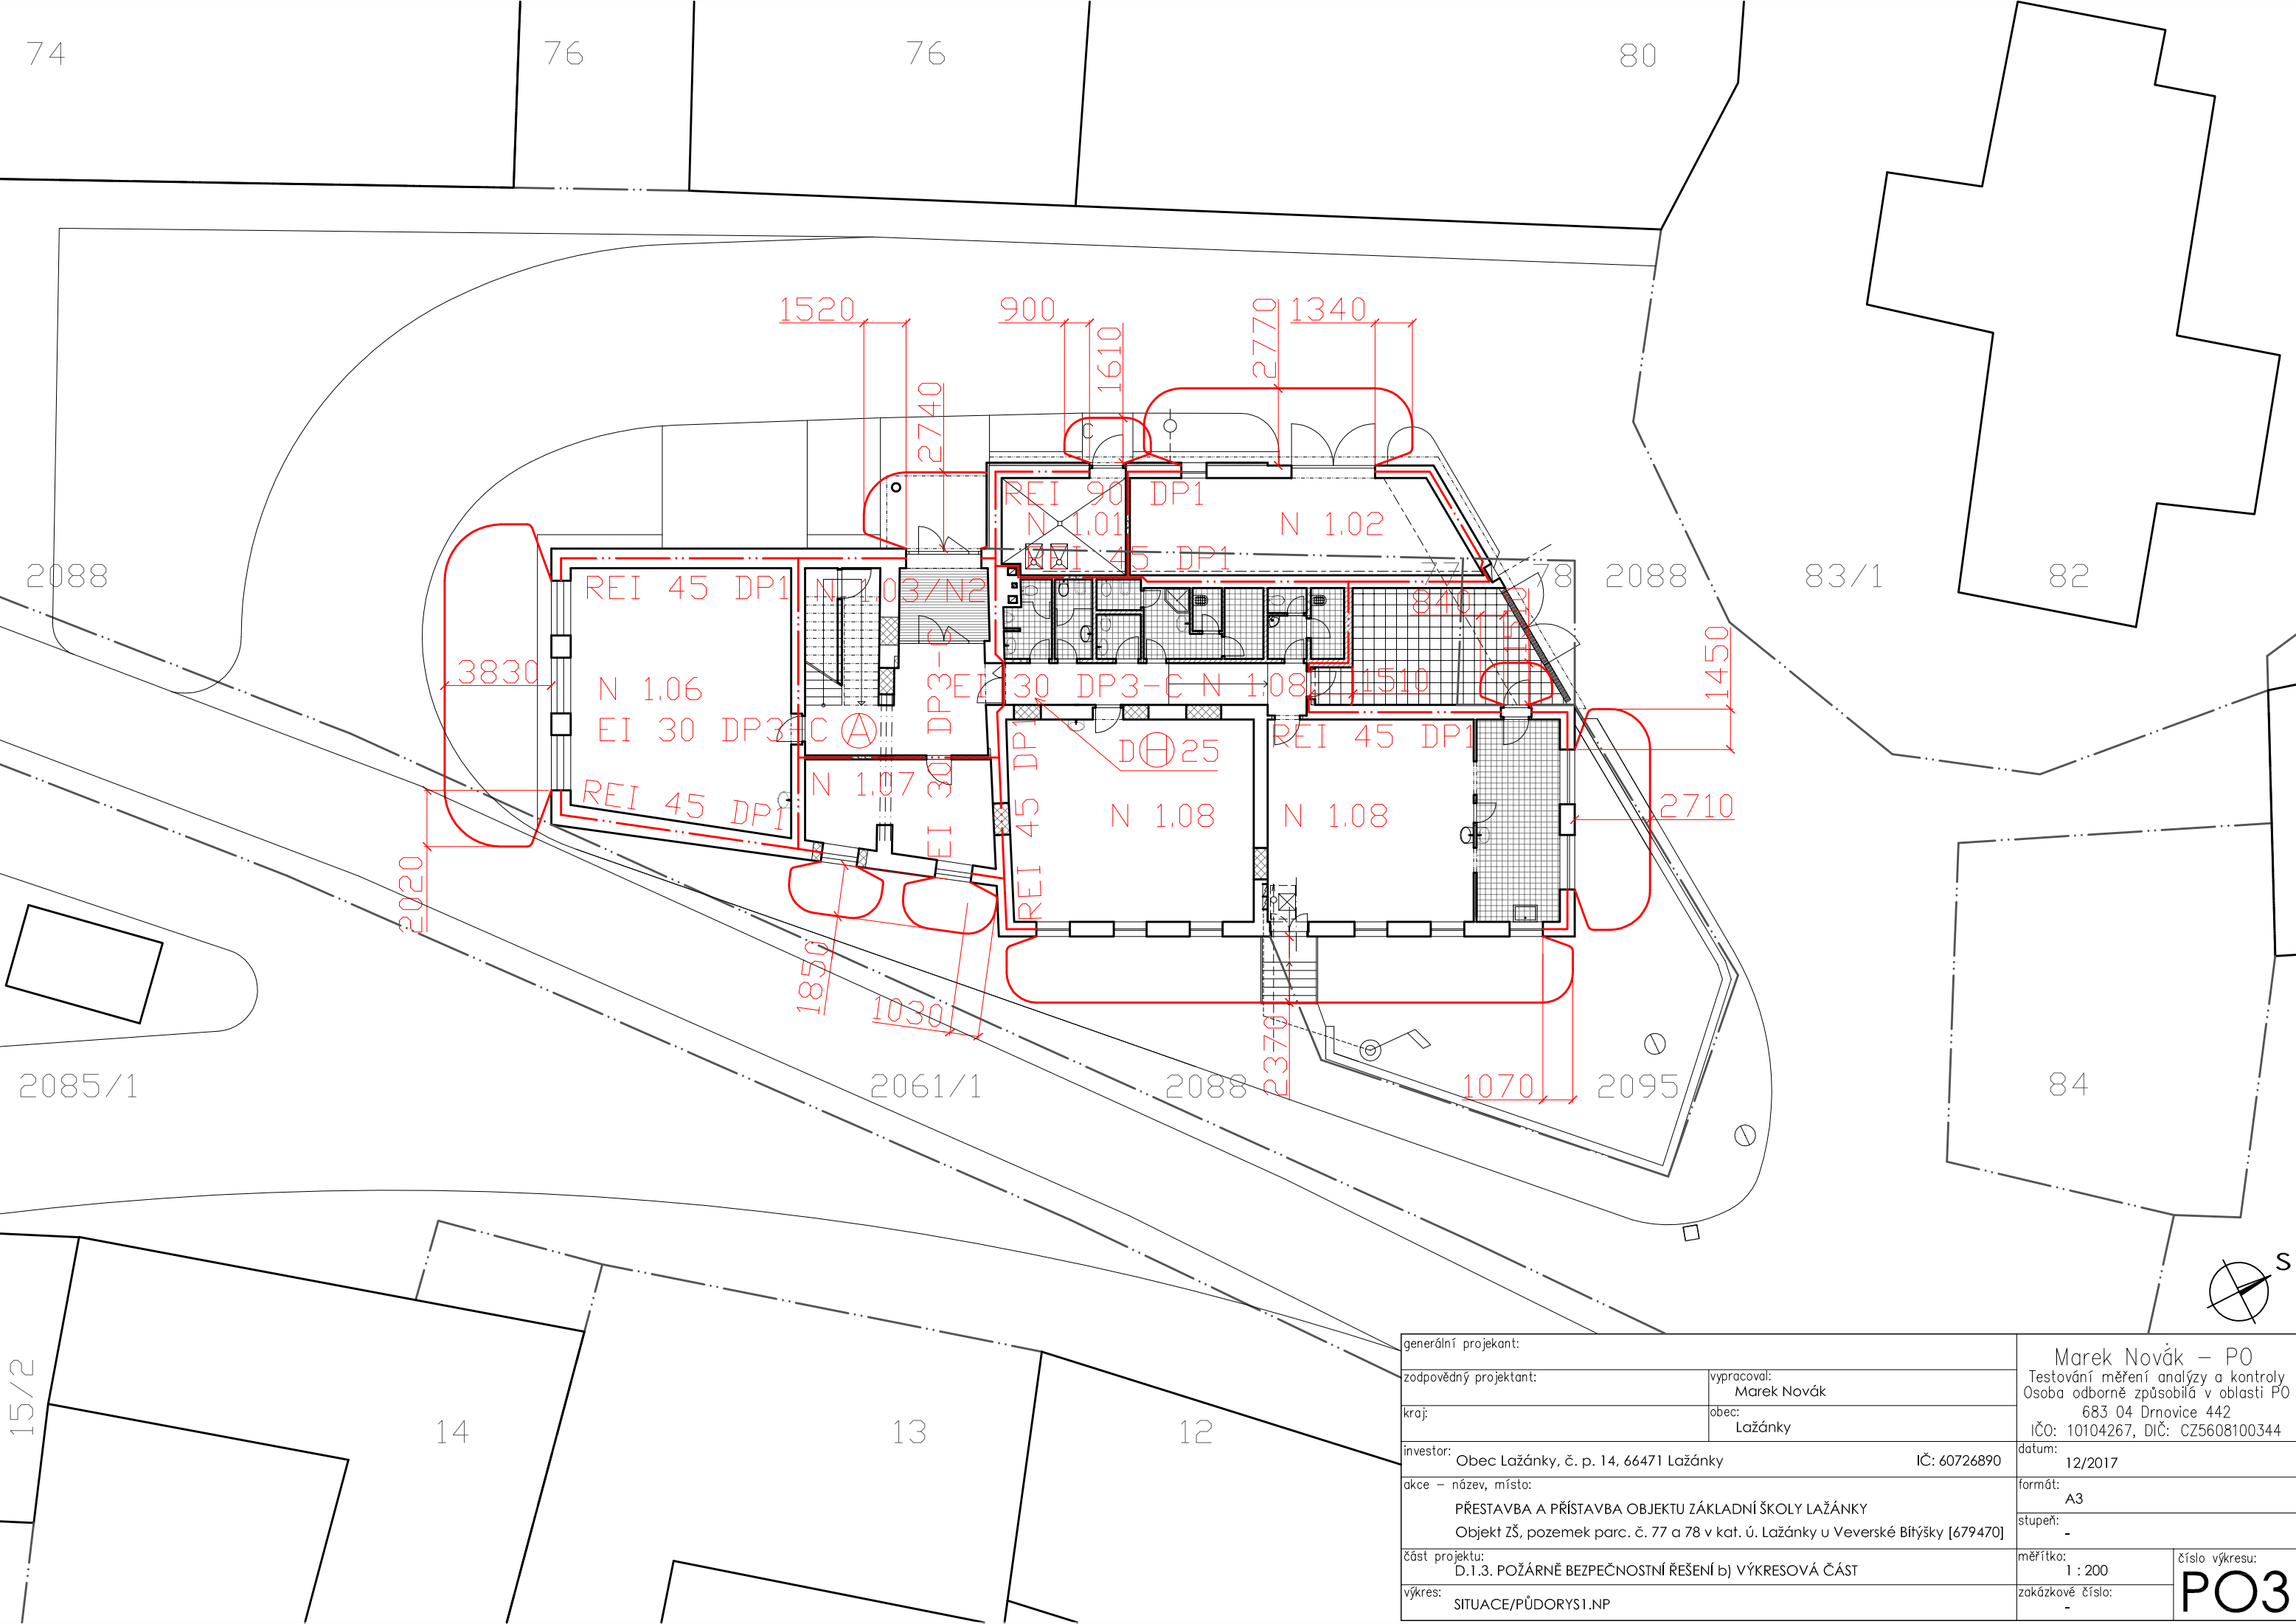 74
76
76
80
1520
900
1610
2770
1340
2740
REI 90 DP1
N 1.01
N 1.02
REI 45 DP1
2088
REI 45 DP1
N 1.03/N2
78
2088
83/1
82
840
1450
3830
N 1.06
EI 30 DP3-C
N 1.08
1510
EI 30 DP3-C
A
EI 30 DP3-C
REI 45 DP1
DH25
REI 45 DP1
N 1.07
REI 45 DP1
N 1.08
N 1.08
2710
2020
1850
1030
2370
1070
2085/1
2061/1
2088
2095
84
S
15/2
14
13
12
generální projekant:
zodpovědný projektant:
vypracoval:
Marek Novák
kraj:
obec:
Lažánky
Marek Novák – PO
Testování měření analýzy a kontroly
Osoba odborně způsobilá v oblasti PO
683 04 Drnovice 442
IČO: 10104267, DIČ: CZ5608100344
investor:
Obec Lažánky, č. p. 14, 66471 Lažánky IČ: 60726890
datum:
12/2017
akce – název, místo:
PŘESTAVBA A PŘÍSTAVBA OBJEKTU ZÁKLADNÍ ŠKOLY LAŽÁNKY
Objekt ZŠ, pozemek parc. č. 77 a 78 v kat. ú. Lažánky u Veverské Bítýšky [679470]
formát:
A3
stupeň:
-
část projektu:
D.1.3. POŽÁRNĚ BEZPEČNOSTNÍ ŘEŠENÍ b) VÝKRESOVÁ ČÁST
měřítko:
1 : 200
číslo výkresu:
PO3
výkres:
SITUACE/PŮDORYS1.NP
zakázkové číslo:
-